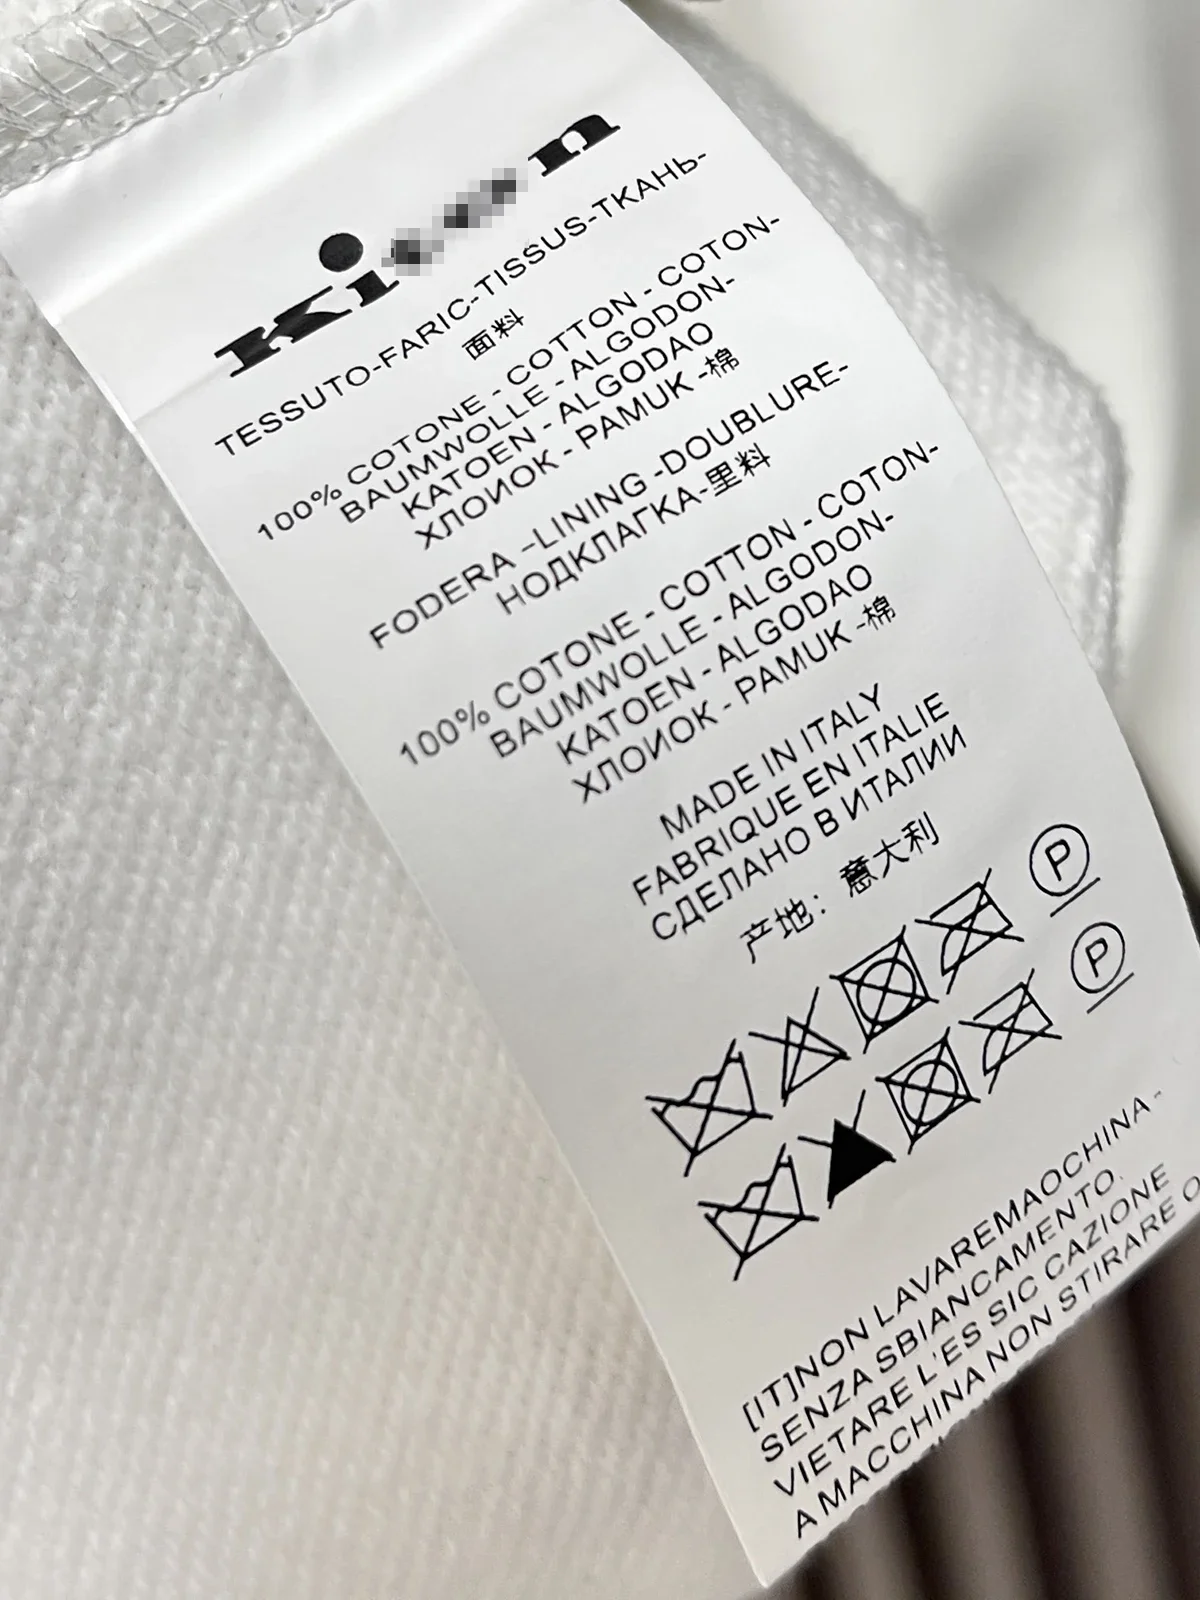 TESSUTO-FARIC-TISSUS-ТКАНЬ-
面料
100% COTONE - COTTON - COTON-
BAUMWOLLE - ALGODON-
KATOEN - ALGODAO
ХЛОИОК - PAMUK -棉
FODERA –LINING -DOUBLURE-
НОДКЛАГКА-里料
100% COTONE - COTTON - COTON-
BAUMWOLLE - ALGODON-
KATOEN - ALGODAO
ХЛОИОК - PAMUK -棉
MADE IN ITALY
FABRIQUE EN ITALIE
СДЕЛАНО В ИТАЛИИ
产地: 意大利
P
P
[IT]NON LAVAREMAOCHINA -
SENZA SBIANCAMENTO.
VIETARE L'ES SIC CAZIONE
A MACCHINA NON STIRARE O